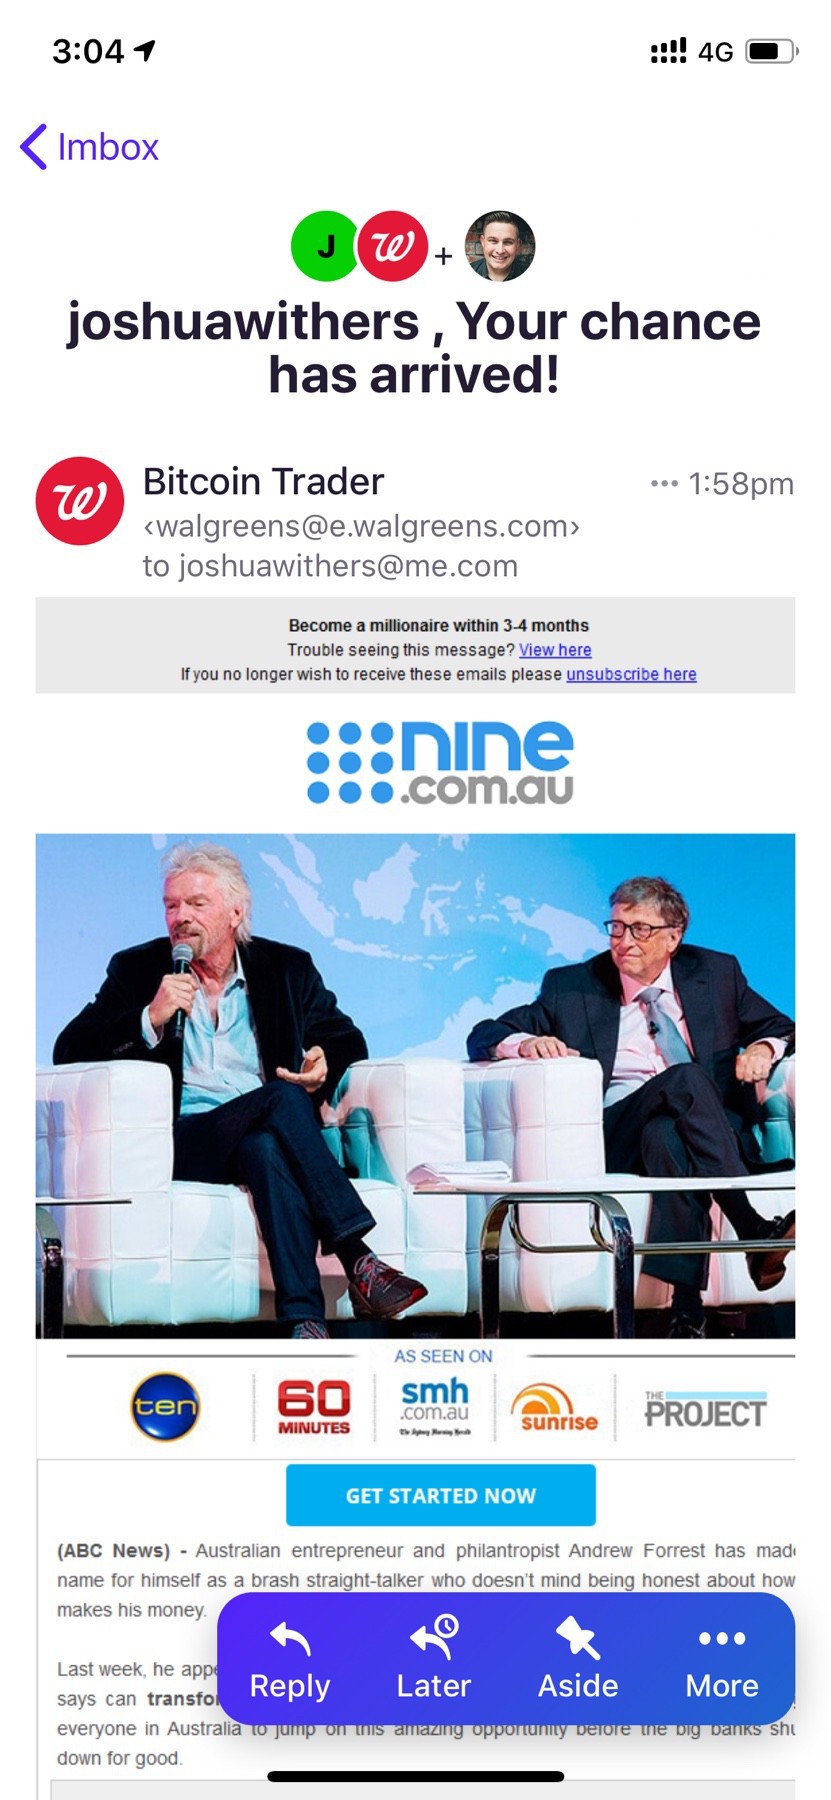 3:04
4G
Imbox
J
W
+
joshuawithers , Your chance
has arrived!
W
Bitcoin Trader
••• 1:58pm
<walgreens@e.walgreens.com>
to joshuawithers@me.com
Become a millionaire within 3-4 months
Trouble seeing this message? View here
If you no longer wish to receive these emails please unsubscribe here
nine
.com.au
AS SEEN ON
ten
60
MINUTES
smh
.com.au
The Sydney Morning Herald
sunrise
THE
PROJECT
GET STARTED NOW
(ABC News) - Australian entrepreneur and philantropist Andrew Forrest has made
name for himself as a brash straight-talker who doesn't mind being honest about how
makes his money.
Last week, he appe
says can transfor
everyone in Australia to jump on this amazing opportunity before the big banks shu
down for good.
Reply
Later
Aside
More